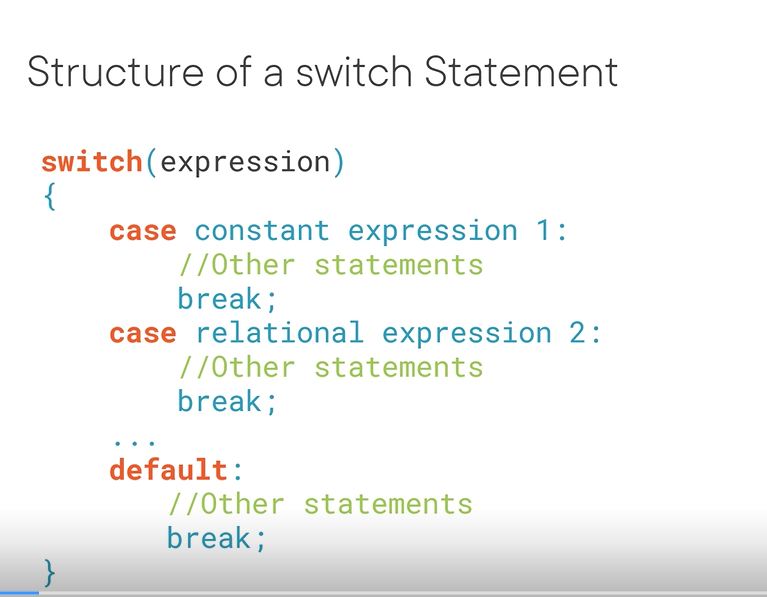 Structure of a switch Statement
switch(expression)
{
case constant expression 1:
//Other statements
break;
case relational expression 2:
//Other statements
break;
...
default:
//Other statements
break;
}